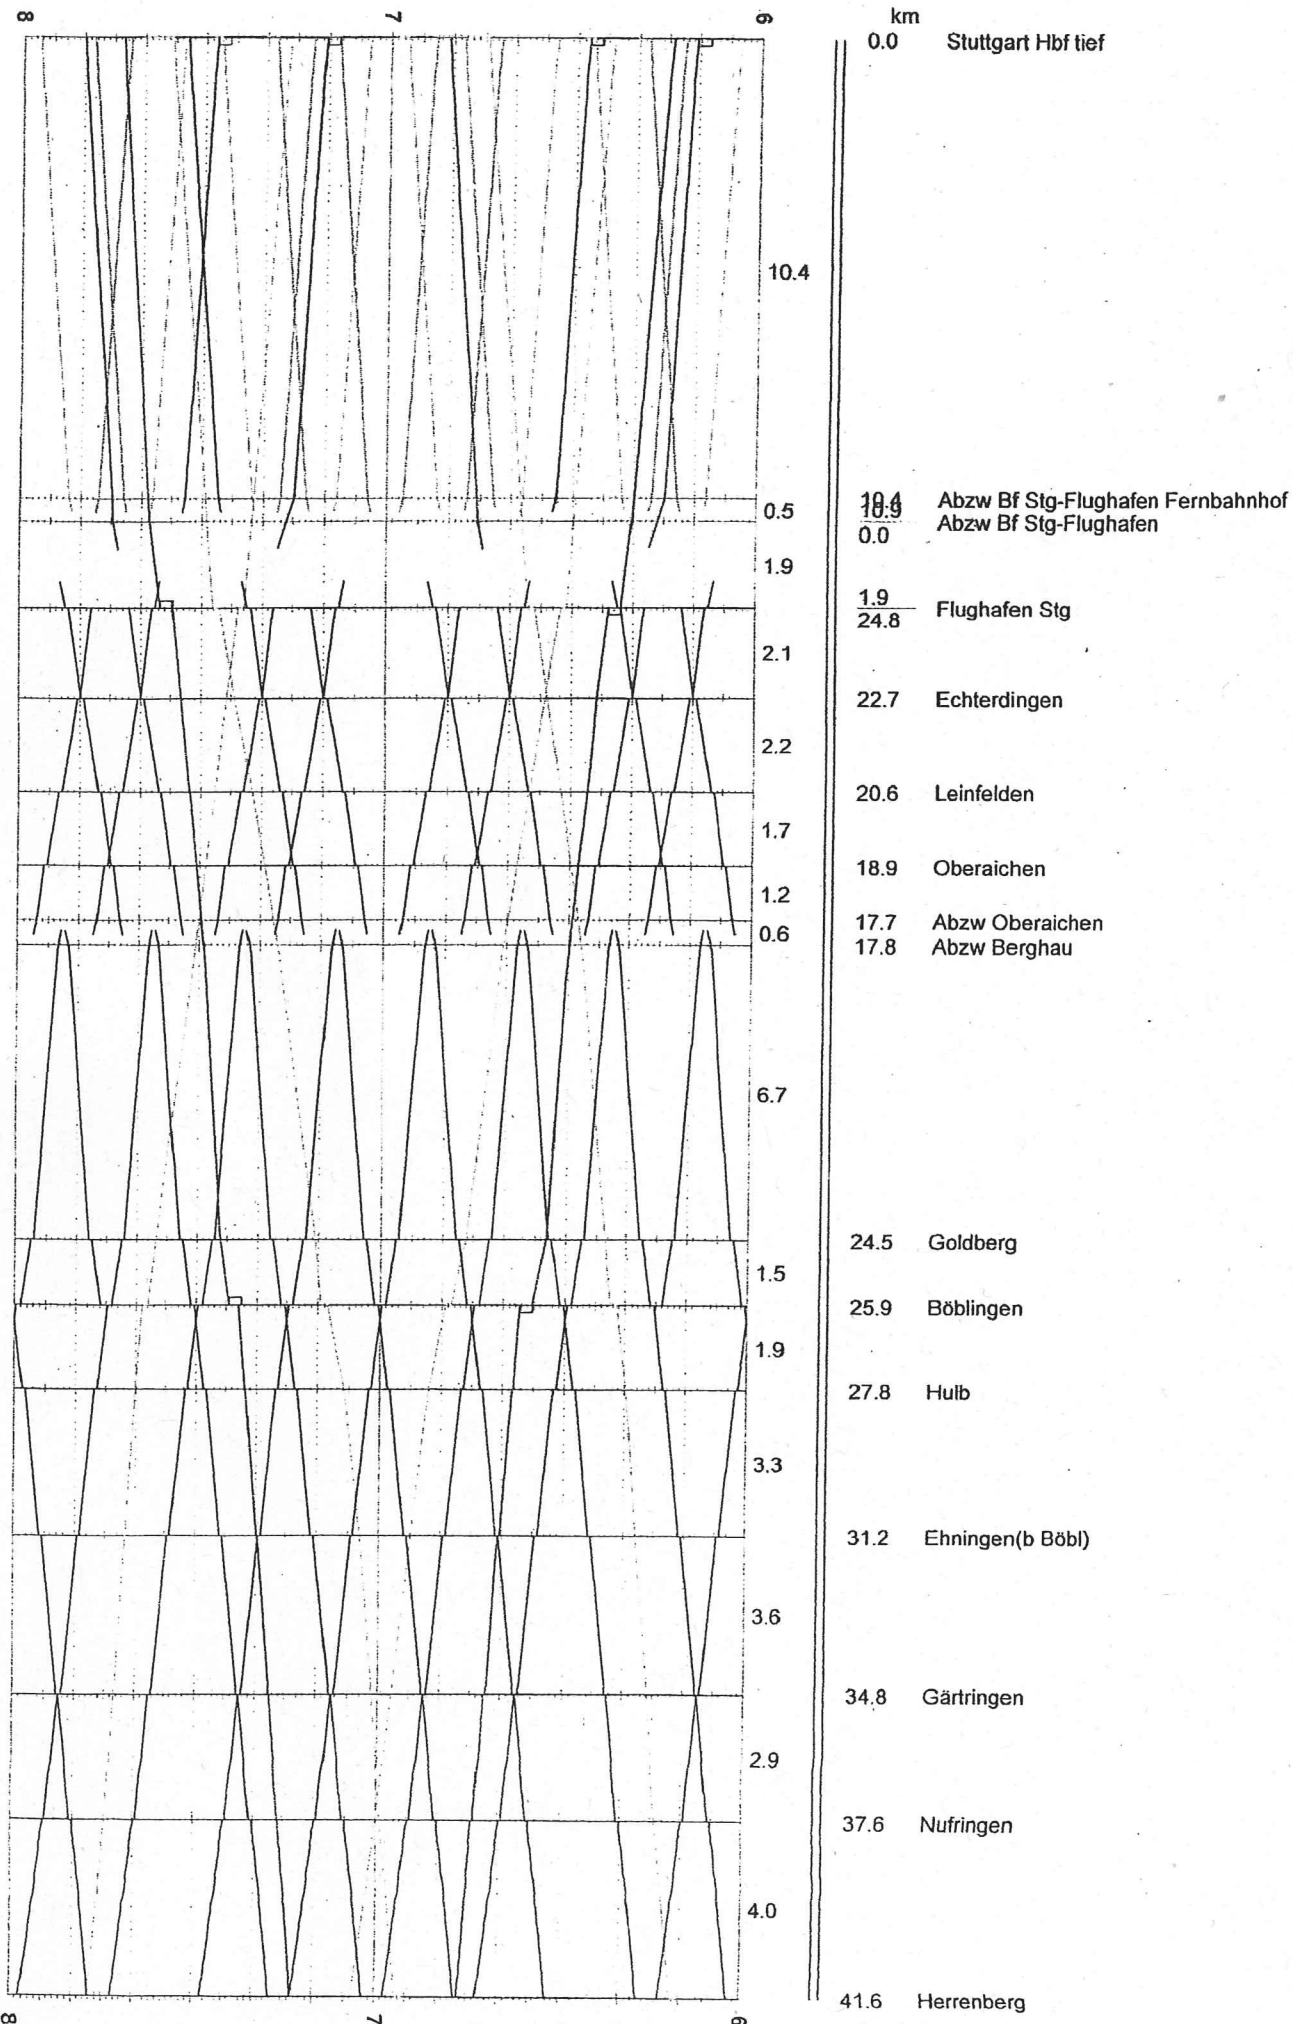 8 7 6 km
0.0 Stuttgart Hbf tief
10.4
10.4 Abzw Bf Stg-Flughafen Fernbahnhof
0.5 10.9 Abzw Bf Stg-Flughafen
0.0
1.9
1.9
24.8 Flughafen Stg
2.1
22.7 Echterdingen
2.2
20.6 Leinfelden
1.7
18.9 Oberaichen
1.2
17.7 Abzw Oberaichen
0.6
17.8 Abzw Berghau
6.7
24.5 Goldberg
1.5
25.9 Böblingen
1.9
27.8 Hulb
3.3
31.2 Ehningen(b Böbl)
3.6
34.8 Gärtringen
2.9
37.6 Nufringen
4.0
41.6 Herrenberg
8 7 6